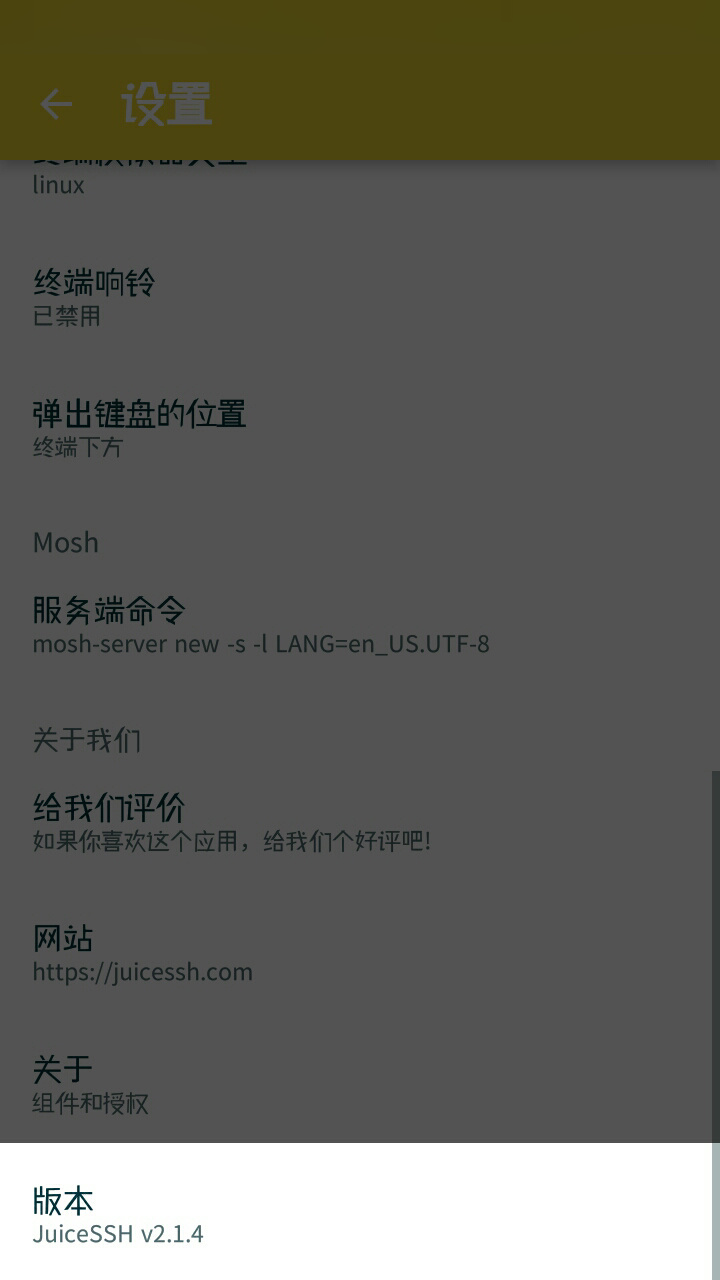 设置
linux
终端响铃
已禁用
弹出键盘的位置
终端下方
Mosh
服务端命令
mosh-server new -s -l LANG=en_US.UTF-8
关于我们
给我们评价
如果你喜欢这个应用，给我们个好评吧!
网站
https://juicessh.com
关于
组件和授权
版本
JuiceSSH v2.1.4